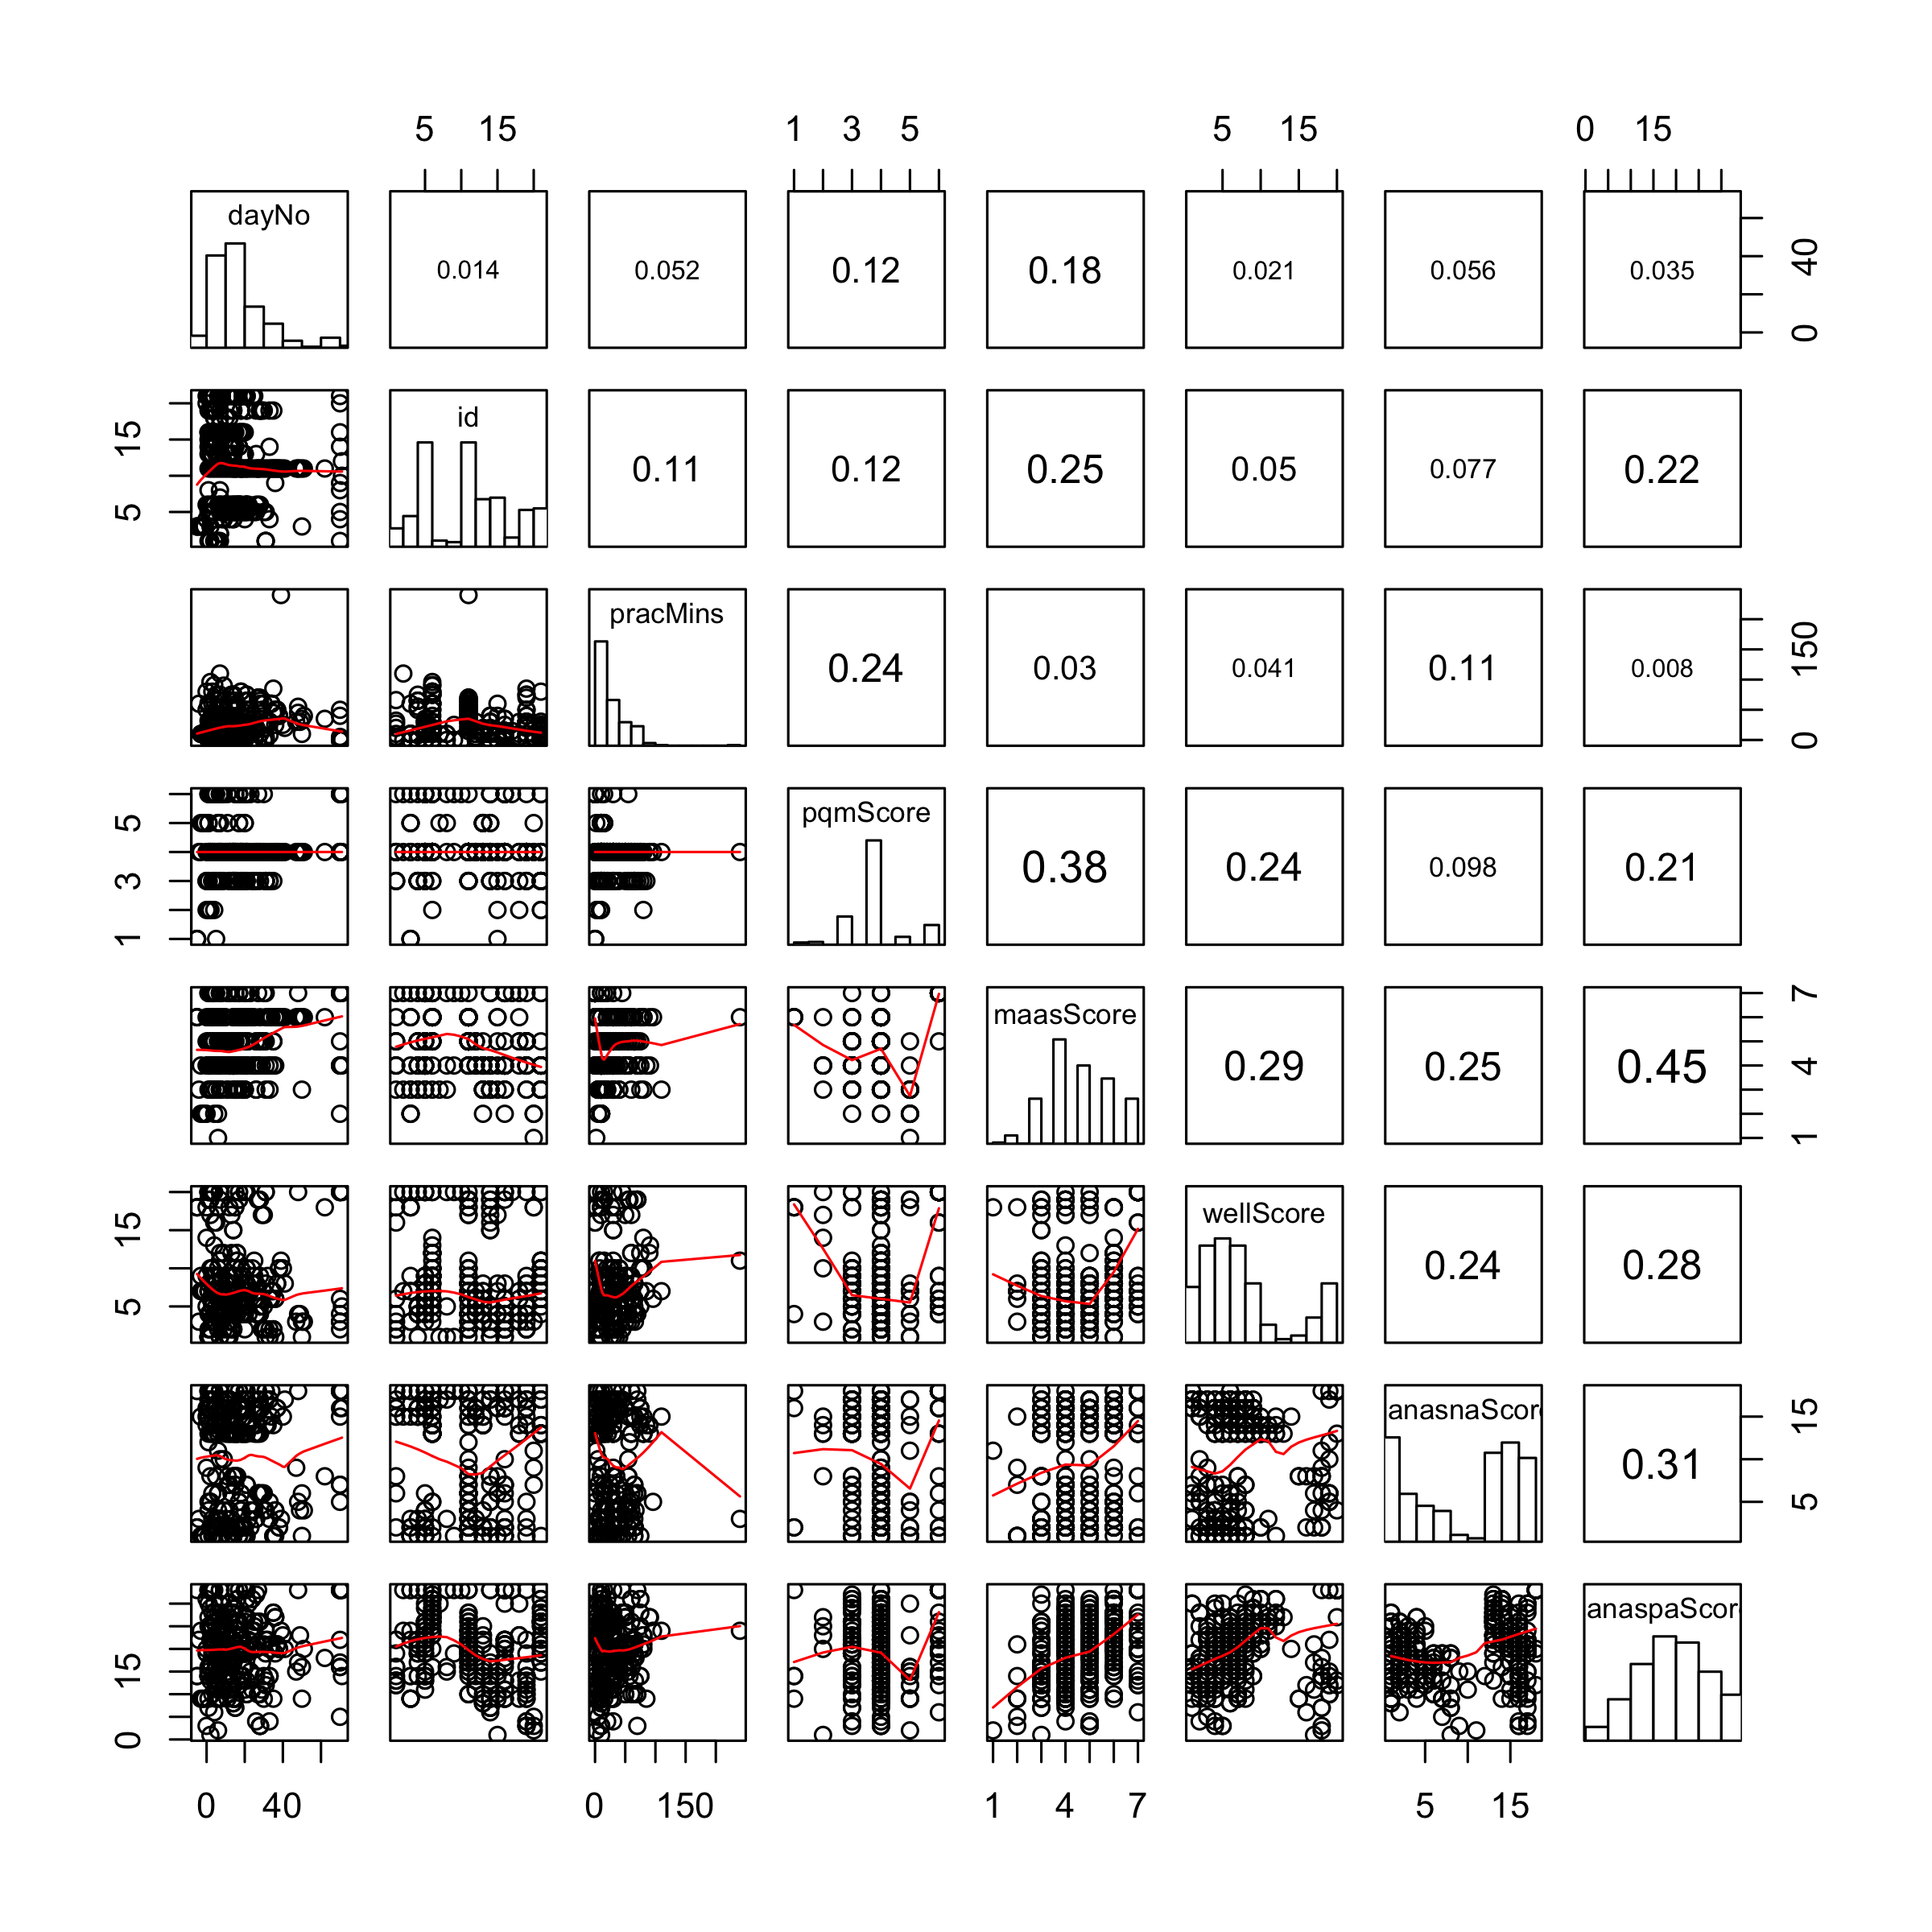 5 15 1 3 5 5 15 0 15
dayNo 0.014 0.052 0.12 0.18 0.021 0.056 0.035 0 40
5 15 id 0.11 0.12 0.25 0.05 0.077 0.22
pracMins 0.24 0.03 0.041 0.11 0.008 0 150
1 3 5 pqmScore 0.38 0.24 0.098 0.21
maasScore 0.29 0.25 0.45 1 4 7
5 15 wellScore 0.24 0.28
anasnaScor 0.31 5 15
0 15 anaspaScor
0 40 0 150 1 4 7 5 15